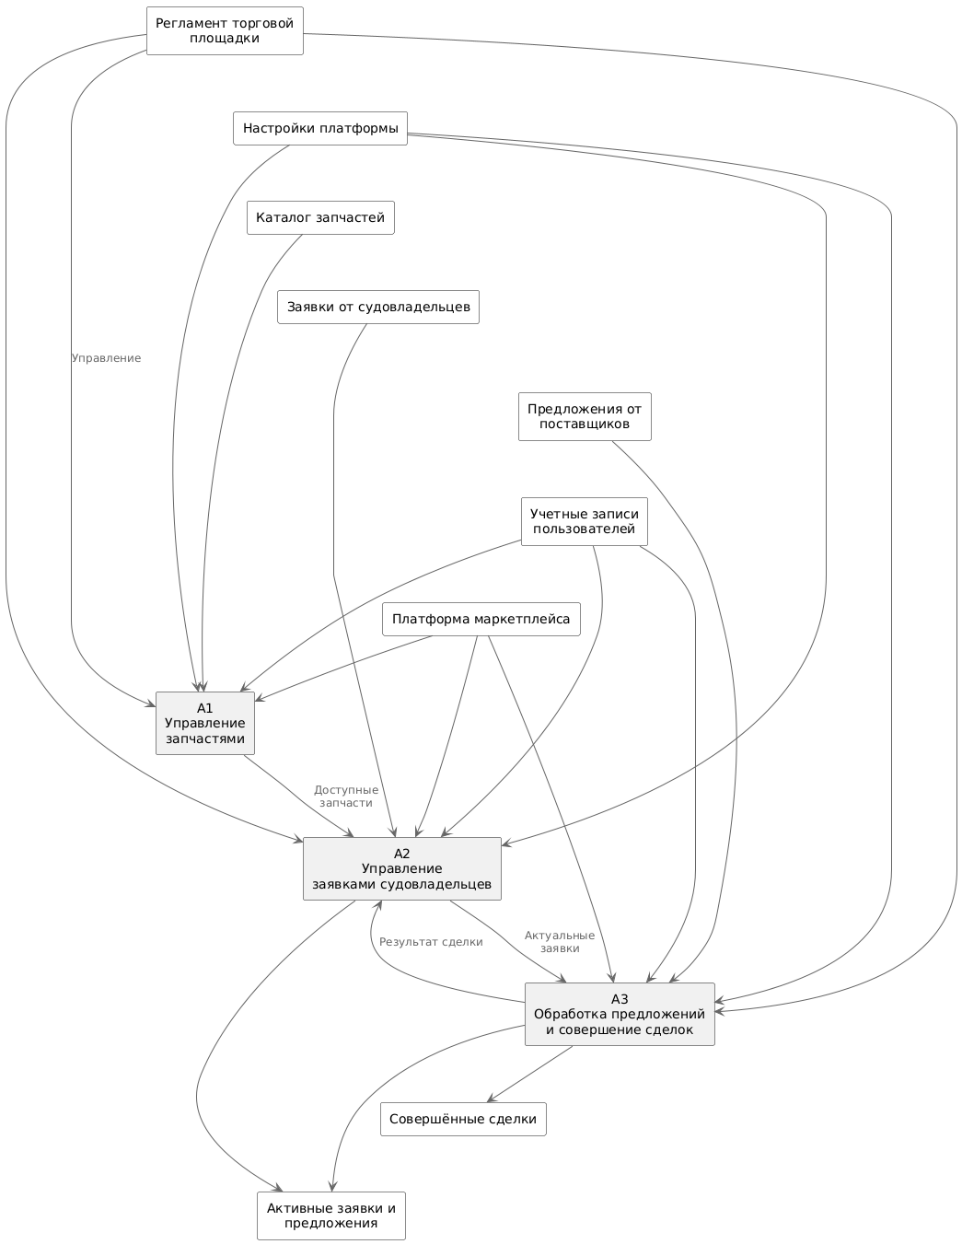 Регламент торговой
площадки
Настройки платформы
Каталог запчастей
Заявки от судовладельцев
Управление
Предложения от
поставщиков
Учетные записи
пользователей
Платформа маркетплейса
A1
Управление
запчастями
Доступные
запчасти
A2
Управление
заявками судовладельцев
Результат сделки
Актуальные
заявки
A3
Обработка предложений
и совершение сделок
Совершённые сделки
Активные заявки и
предложения